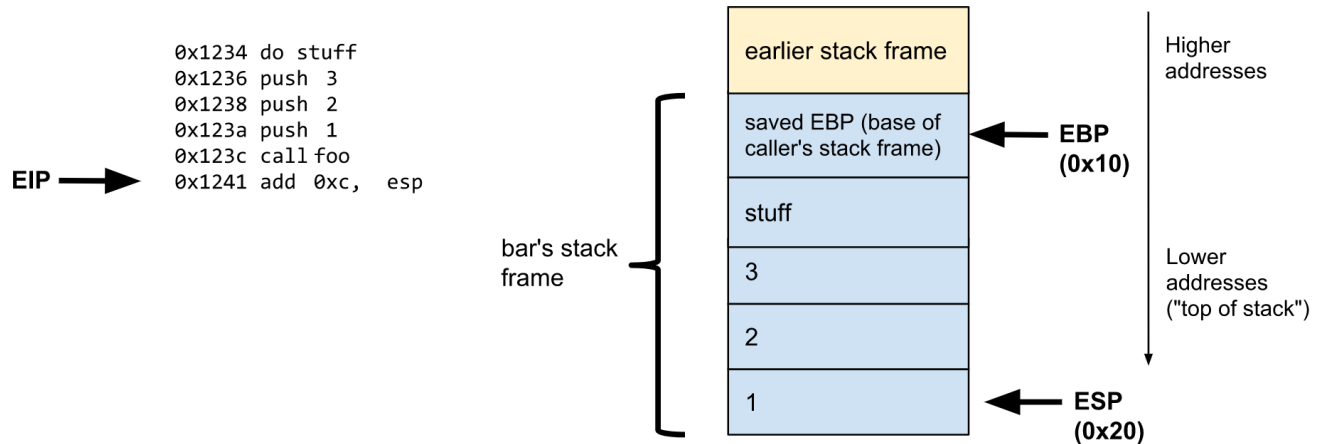 0x1234 do stuff
0x1236 push 3
0x1238 push 2
0x123a push 1
0x123c call foo
EIP
0x1241 add 0xc, esp
bar's stack
frame
earlier stack frame
saved EBP (base of
caller's stack frame)
stuff
3
2
1
EBP
(0x10)
ESP
(0x20)
Higher
addresses
Lower
addresses
("top of stack")